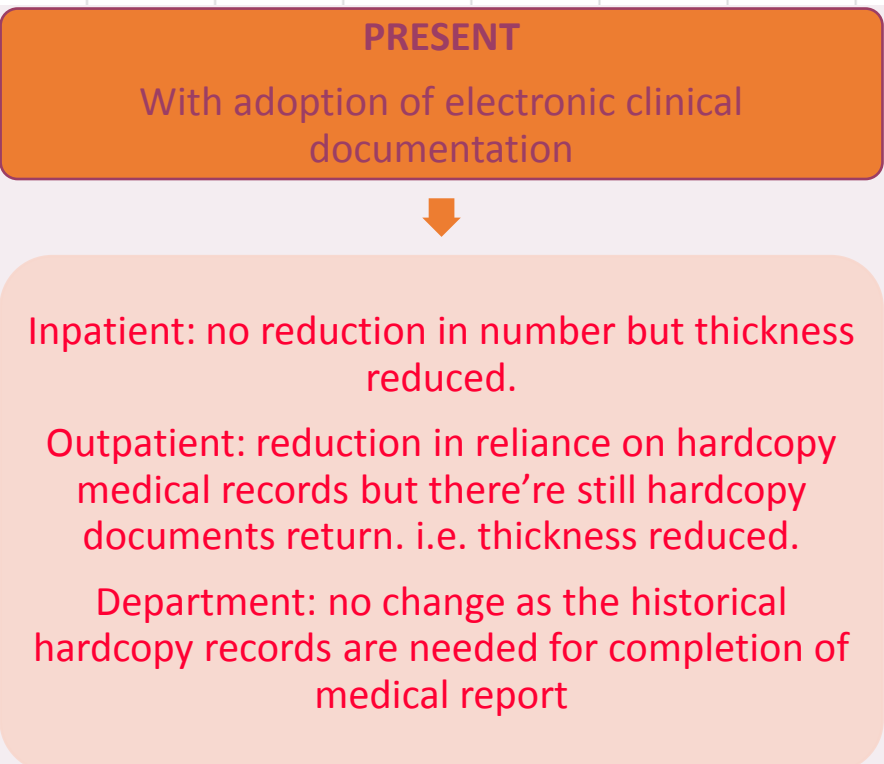 PRESENT
With adoption of electronic clinical
documentation
Inpatient: no reduction in number but thickness
reduced.
Outpatient: reduction in reliance on hardcopy
medical records but there’re still hardcopy
documents return. i.e. thickness reduced.
Department: no change as the historical
hardcopy records are needed for completion of
medical report